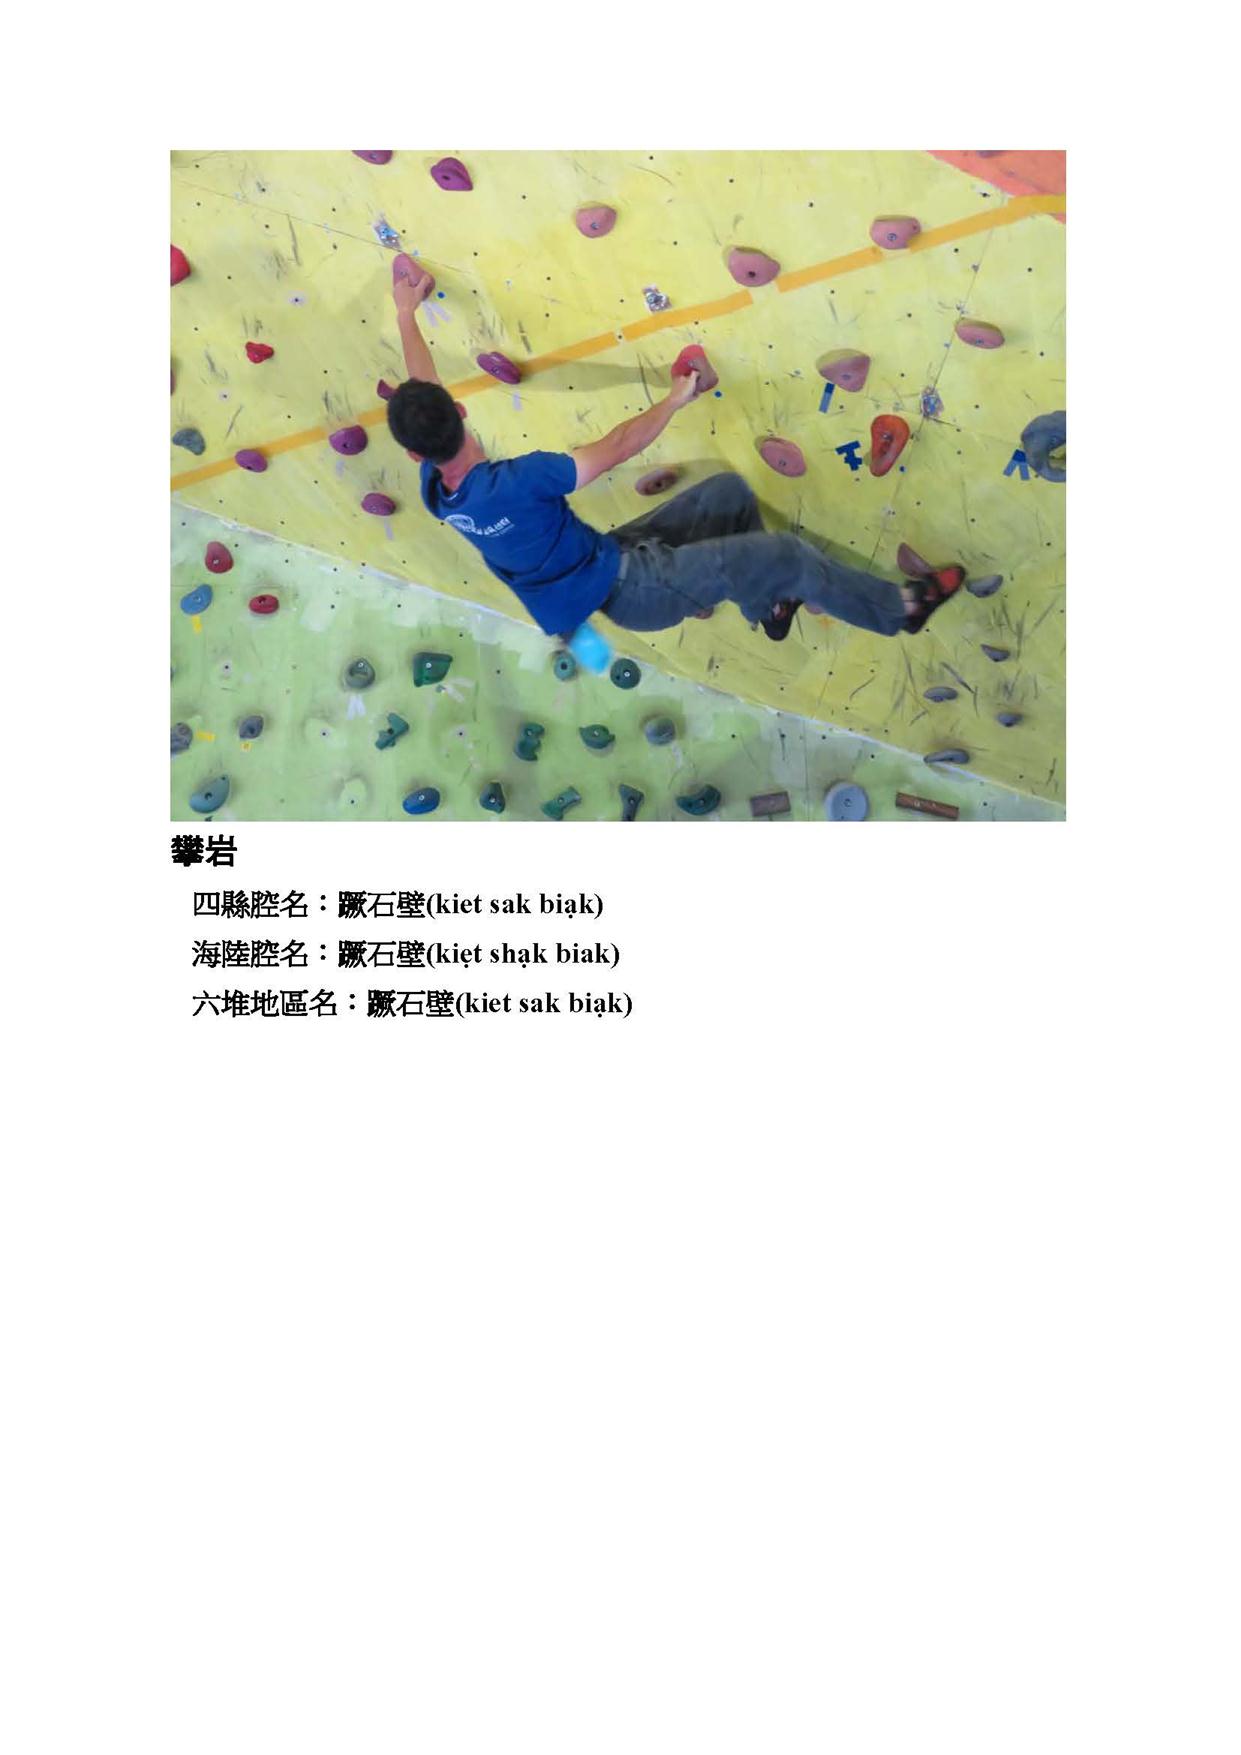 攀岩
四縣腔名：蹶石壁(kiet sak biạk)
海陸腔名：蹶石壁(kiẹt shạk biak)
六堆地區名：蹶石壁(kiet sak biạk)